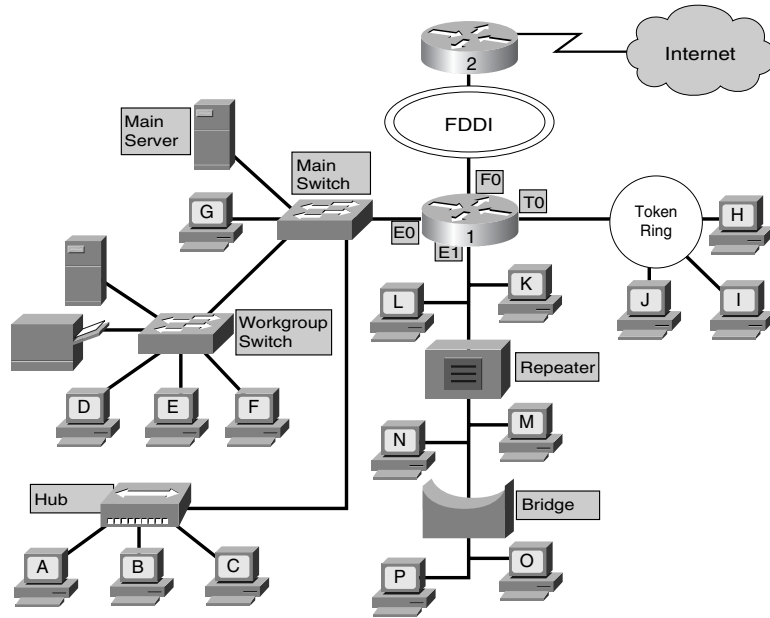 2
Internet
FDDI
Main
Server
Main
Switch
F0
T0
G
E0
1
E1
Token
Ring
H
L
K
J
I
Workgroup
Switch
Repeater
D
E
F
N
M
Hub
Bridge
A
B
C
P
O